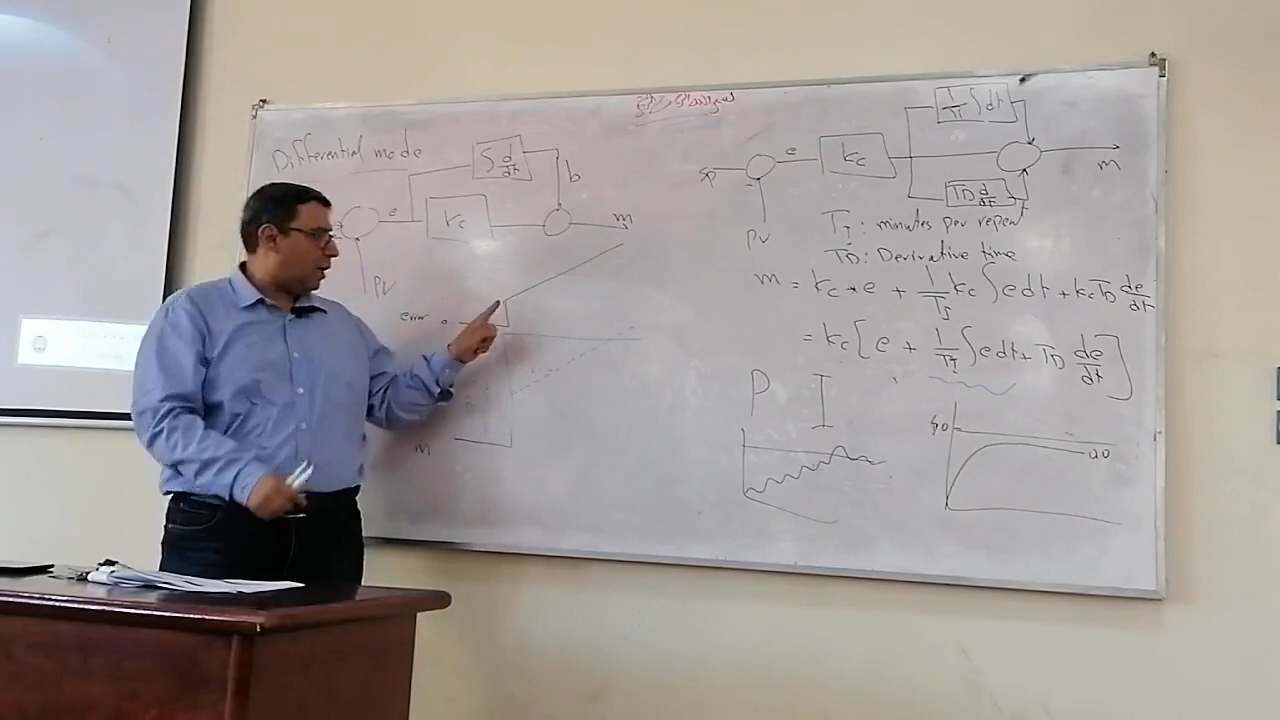 Differential mode
∫ d/dt
b
e
Kc
m
PV
error o
m
1/TI ∫ dt
SP
e
Kc
m
TD d/dt
PV
TI : minutes per repeat
TD : Derivative time
m = Kc * e + 1/TI Kc ∫ e dt + Kc TD de/dt
= Kc [ e + 1/TI ∫ e dt + TD de/dt ]
P I